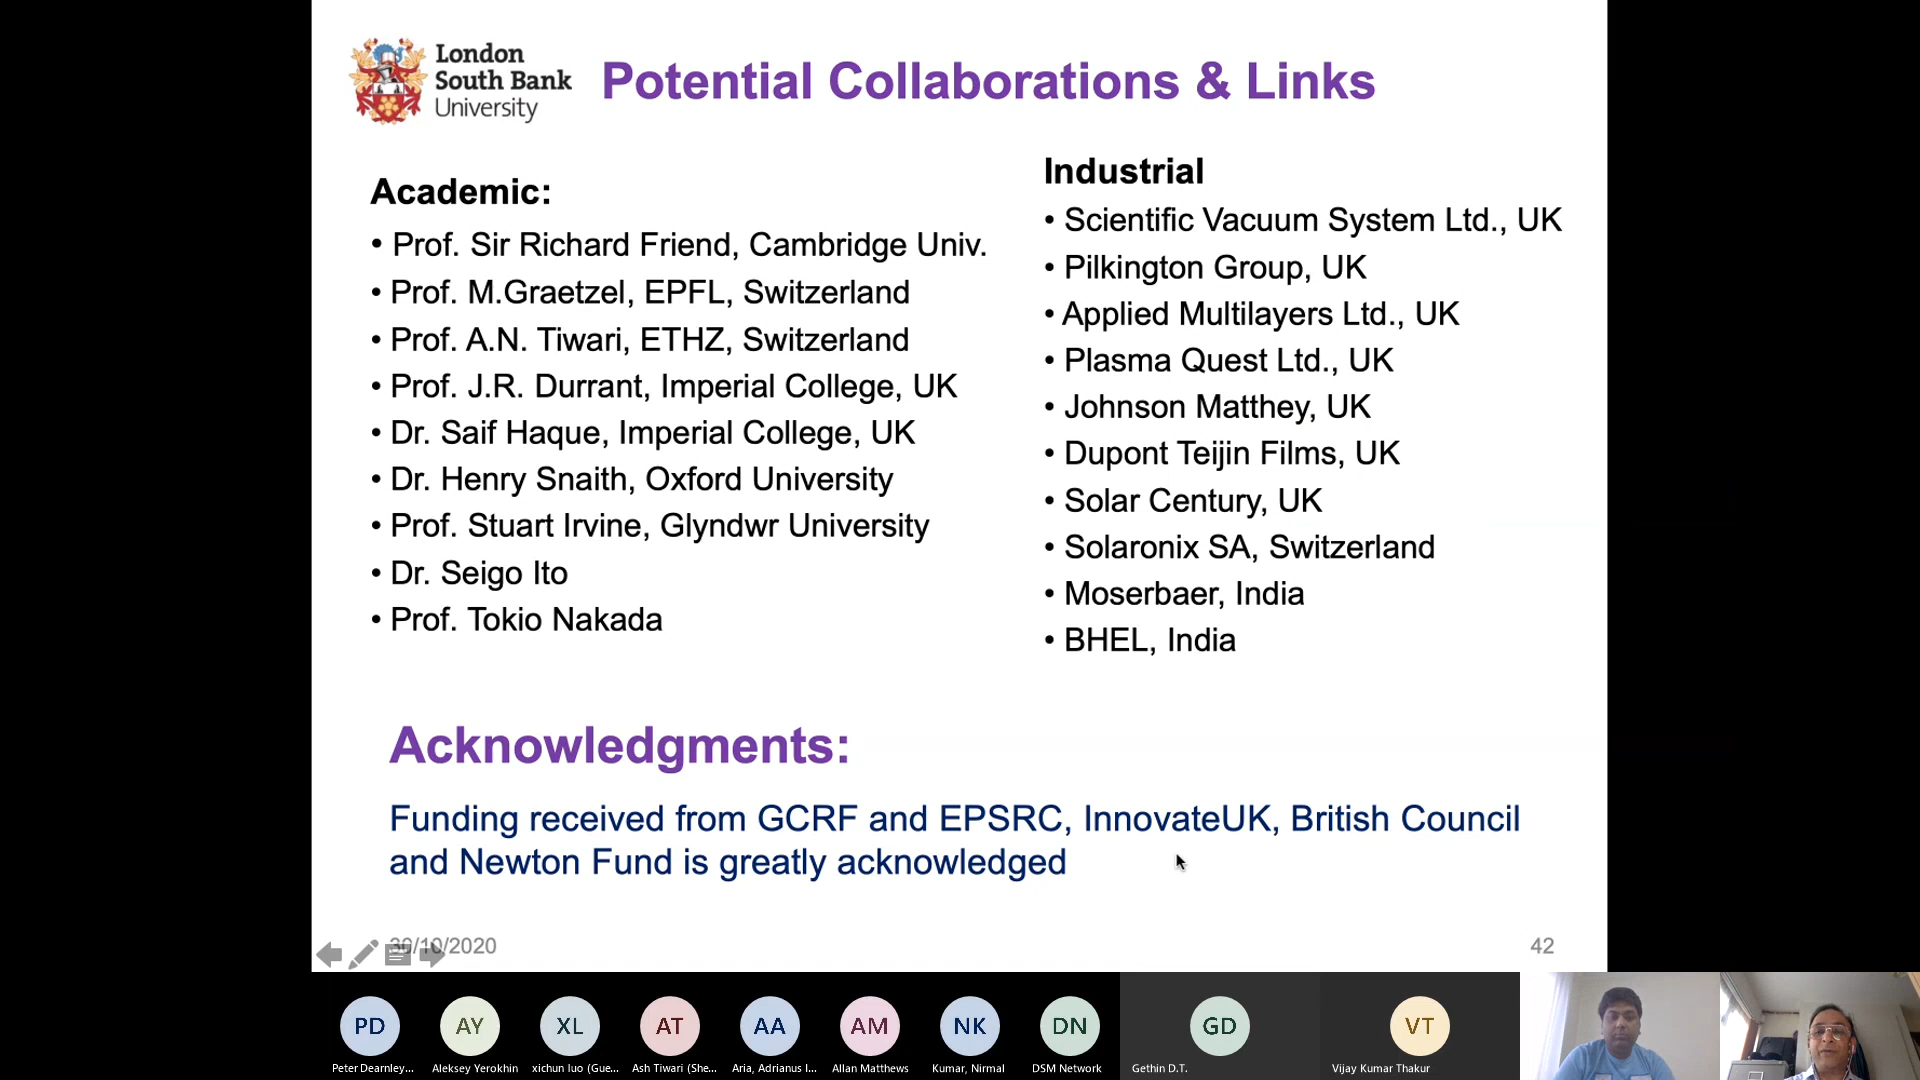 London
South Bank
University
Potential Collaborations & Links
Academic:
• Prof. Sir Richard Friend, Cambridge Univ.
• Prof. M.Graetzel, EPFL, Switzerland
• Prof. A.N. Tiwari, ETHZ, Switzerland
• Prof. J.R. Durrant, Imperial College, UK
• Dr. Saif Haque, Imperial College, UK
• Dr. Henry Snaith, Oxford University
• Prof. Stuart Irvine, Glyndwr University
• Dr. Seigo Ito
• Prof. Tokio Nakada
Industrial
• Scientific Vacuum System Ltd., UK
• Pilkington Group, UK
• Applied Multilayers Ltd., UK
• Plasma Quest Ltd., UK
• Johnson Matthey, UK
• Dupont Teijin Films, UK
• Solar Century, UK
• Solaronix SA, Switzerland
• Moserbaer, India
• BHEL, India
Acknowledgments:
Funding received from GCRF and EPSRC, InnovateUK, British Council
and Newton Fund is greatly acknowledged
30/10/2020
42
PD
AY
XL
AT
AA
AM
NK
DN
GD
VT
Peter Dearnley...
Aleksey Yerokhin
xichun luo (Gue...
Ash Tiwari (She...
Aria, Adrianus I...
Allan Matthews
Kumar, Nirmal
DSM Network
Gethin D.T.
Vijay Kumar Thakur